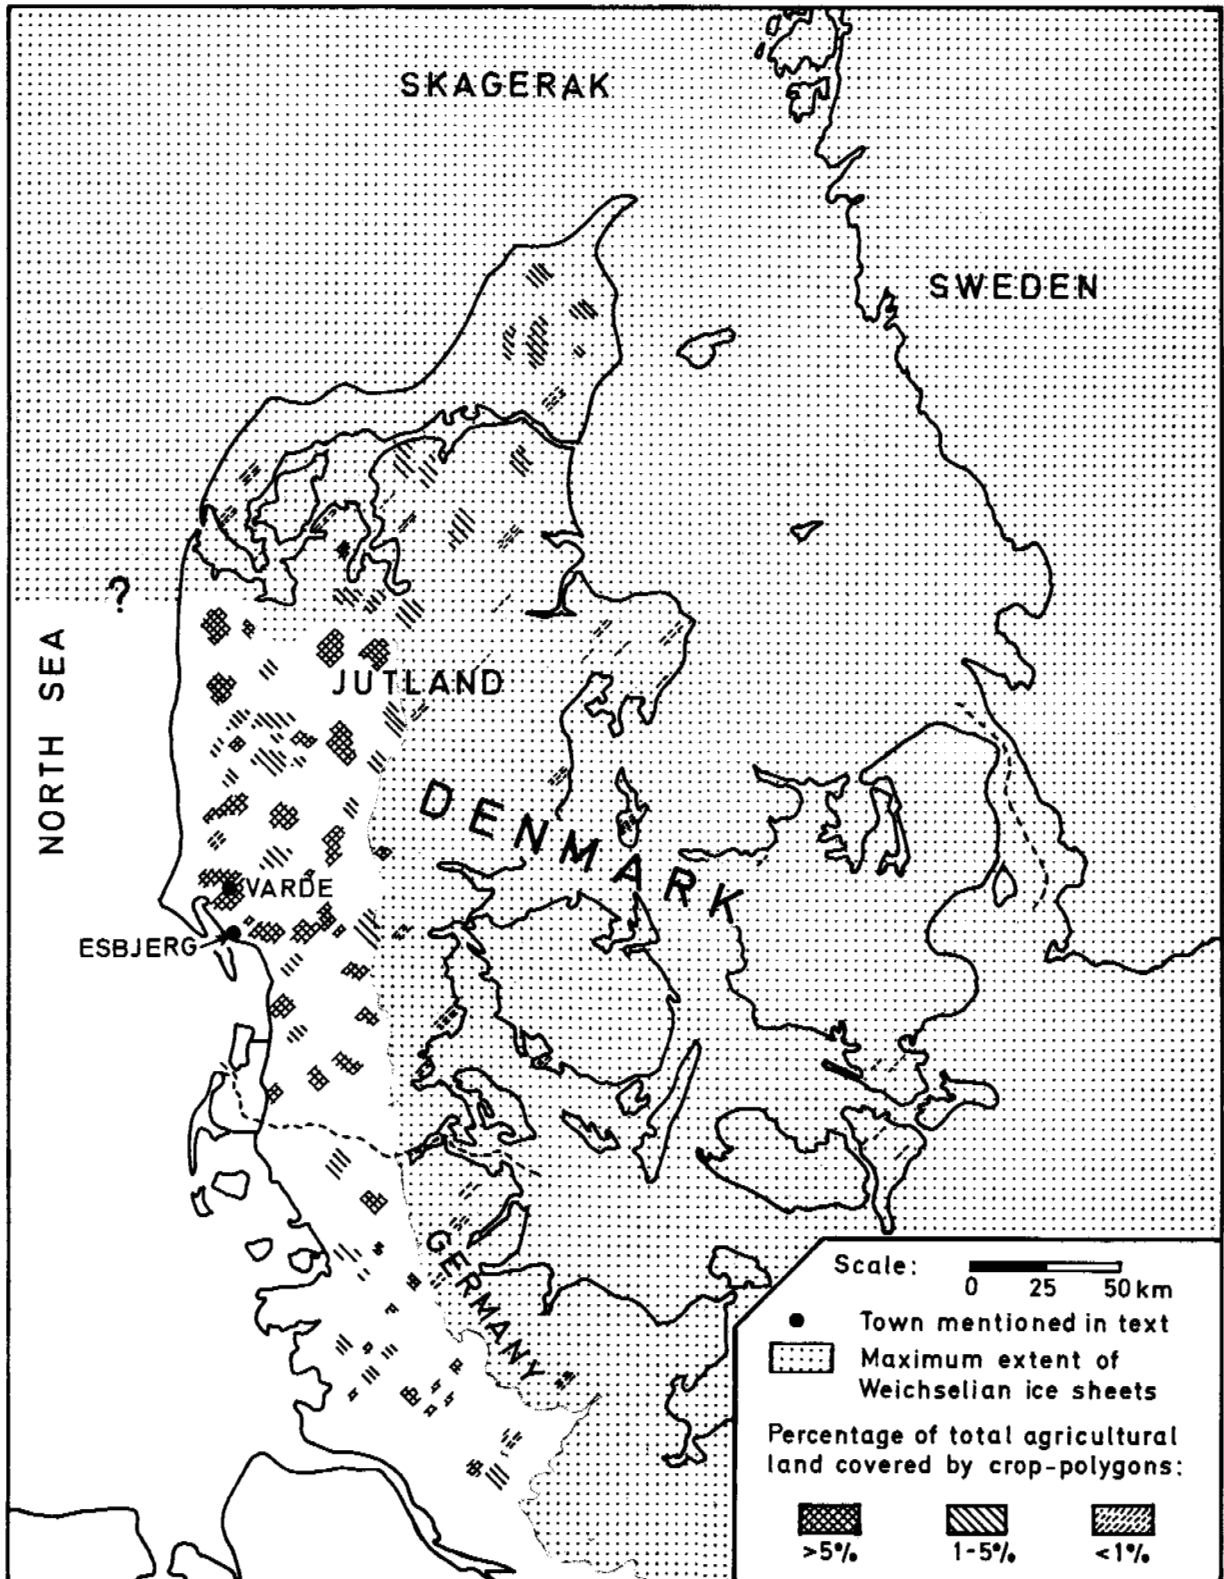 SKAGERAK
SWEDEN
?
NORTH SEA
JUTLAND
DENMARK
VARDE
ESBJERG
GERMANY
Scale:
0 25 50 km
Town mentioned in text
Maximum extent of
Weichselian ice sheets
Percentage of total agricultural
land covered by crop-polygons:
>5% 1-5% <1%